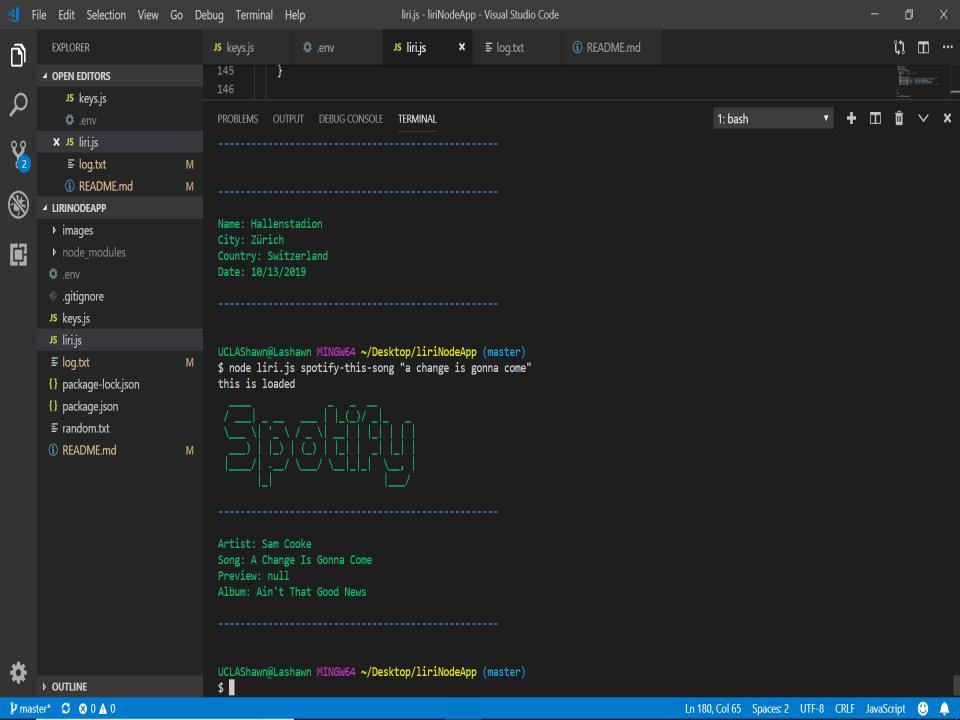 File Edit Selection View Go Debug Terminal Help liri.js - liriNodeApp - Visual Studio Code
EXPLORER
OPEN EDITORS
JS keys.js
.env
JS liri.js
log.txt M
README.md M
LIRINODEAPP
images
node_modules
.env
.gitignore
JS keys.js
JS liri.js
log.txt M
{} package-lock.json
{} package.json
random.txt
README.md M
OUTLINE
2
JS keys.js .env JS liri.js log.txt README.md
145 }
146
PROBLEMS OUTPUT DEBUG CONSOLE TERMINAL 1: bash
--------------------------------------------------
--------------------------------------------------
Name: Hallenstadion
City: Zürich
Country: Switzerland
Date: 10/13/2019
--------------------------------------------------
UCLAShawn@Lashawn MINGW64 ~/Desktop/liriNodeApp (master)
$ node liri.js spotify-this-song "a change is gonna come"
this is loaded
Spotify
--------------------------------------------------
Artist: Sam Cooke
Song: A Change Is Gonna Come
Preview: null
Album: Ain't That Good News
--------------------------------------------------
UCLAShawn@Lashawn MINGW64 ~/Desktop/liriNodeApp (master)
$
master* 0 0 Ln 180, Col 65 Spaces: 2 UTF-8 CRLF JavaScript